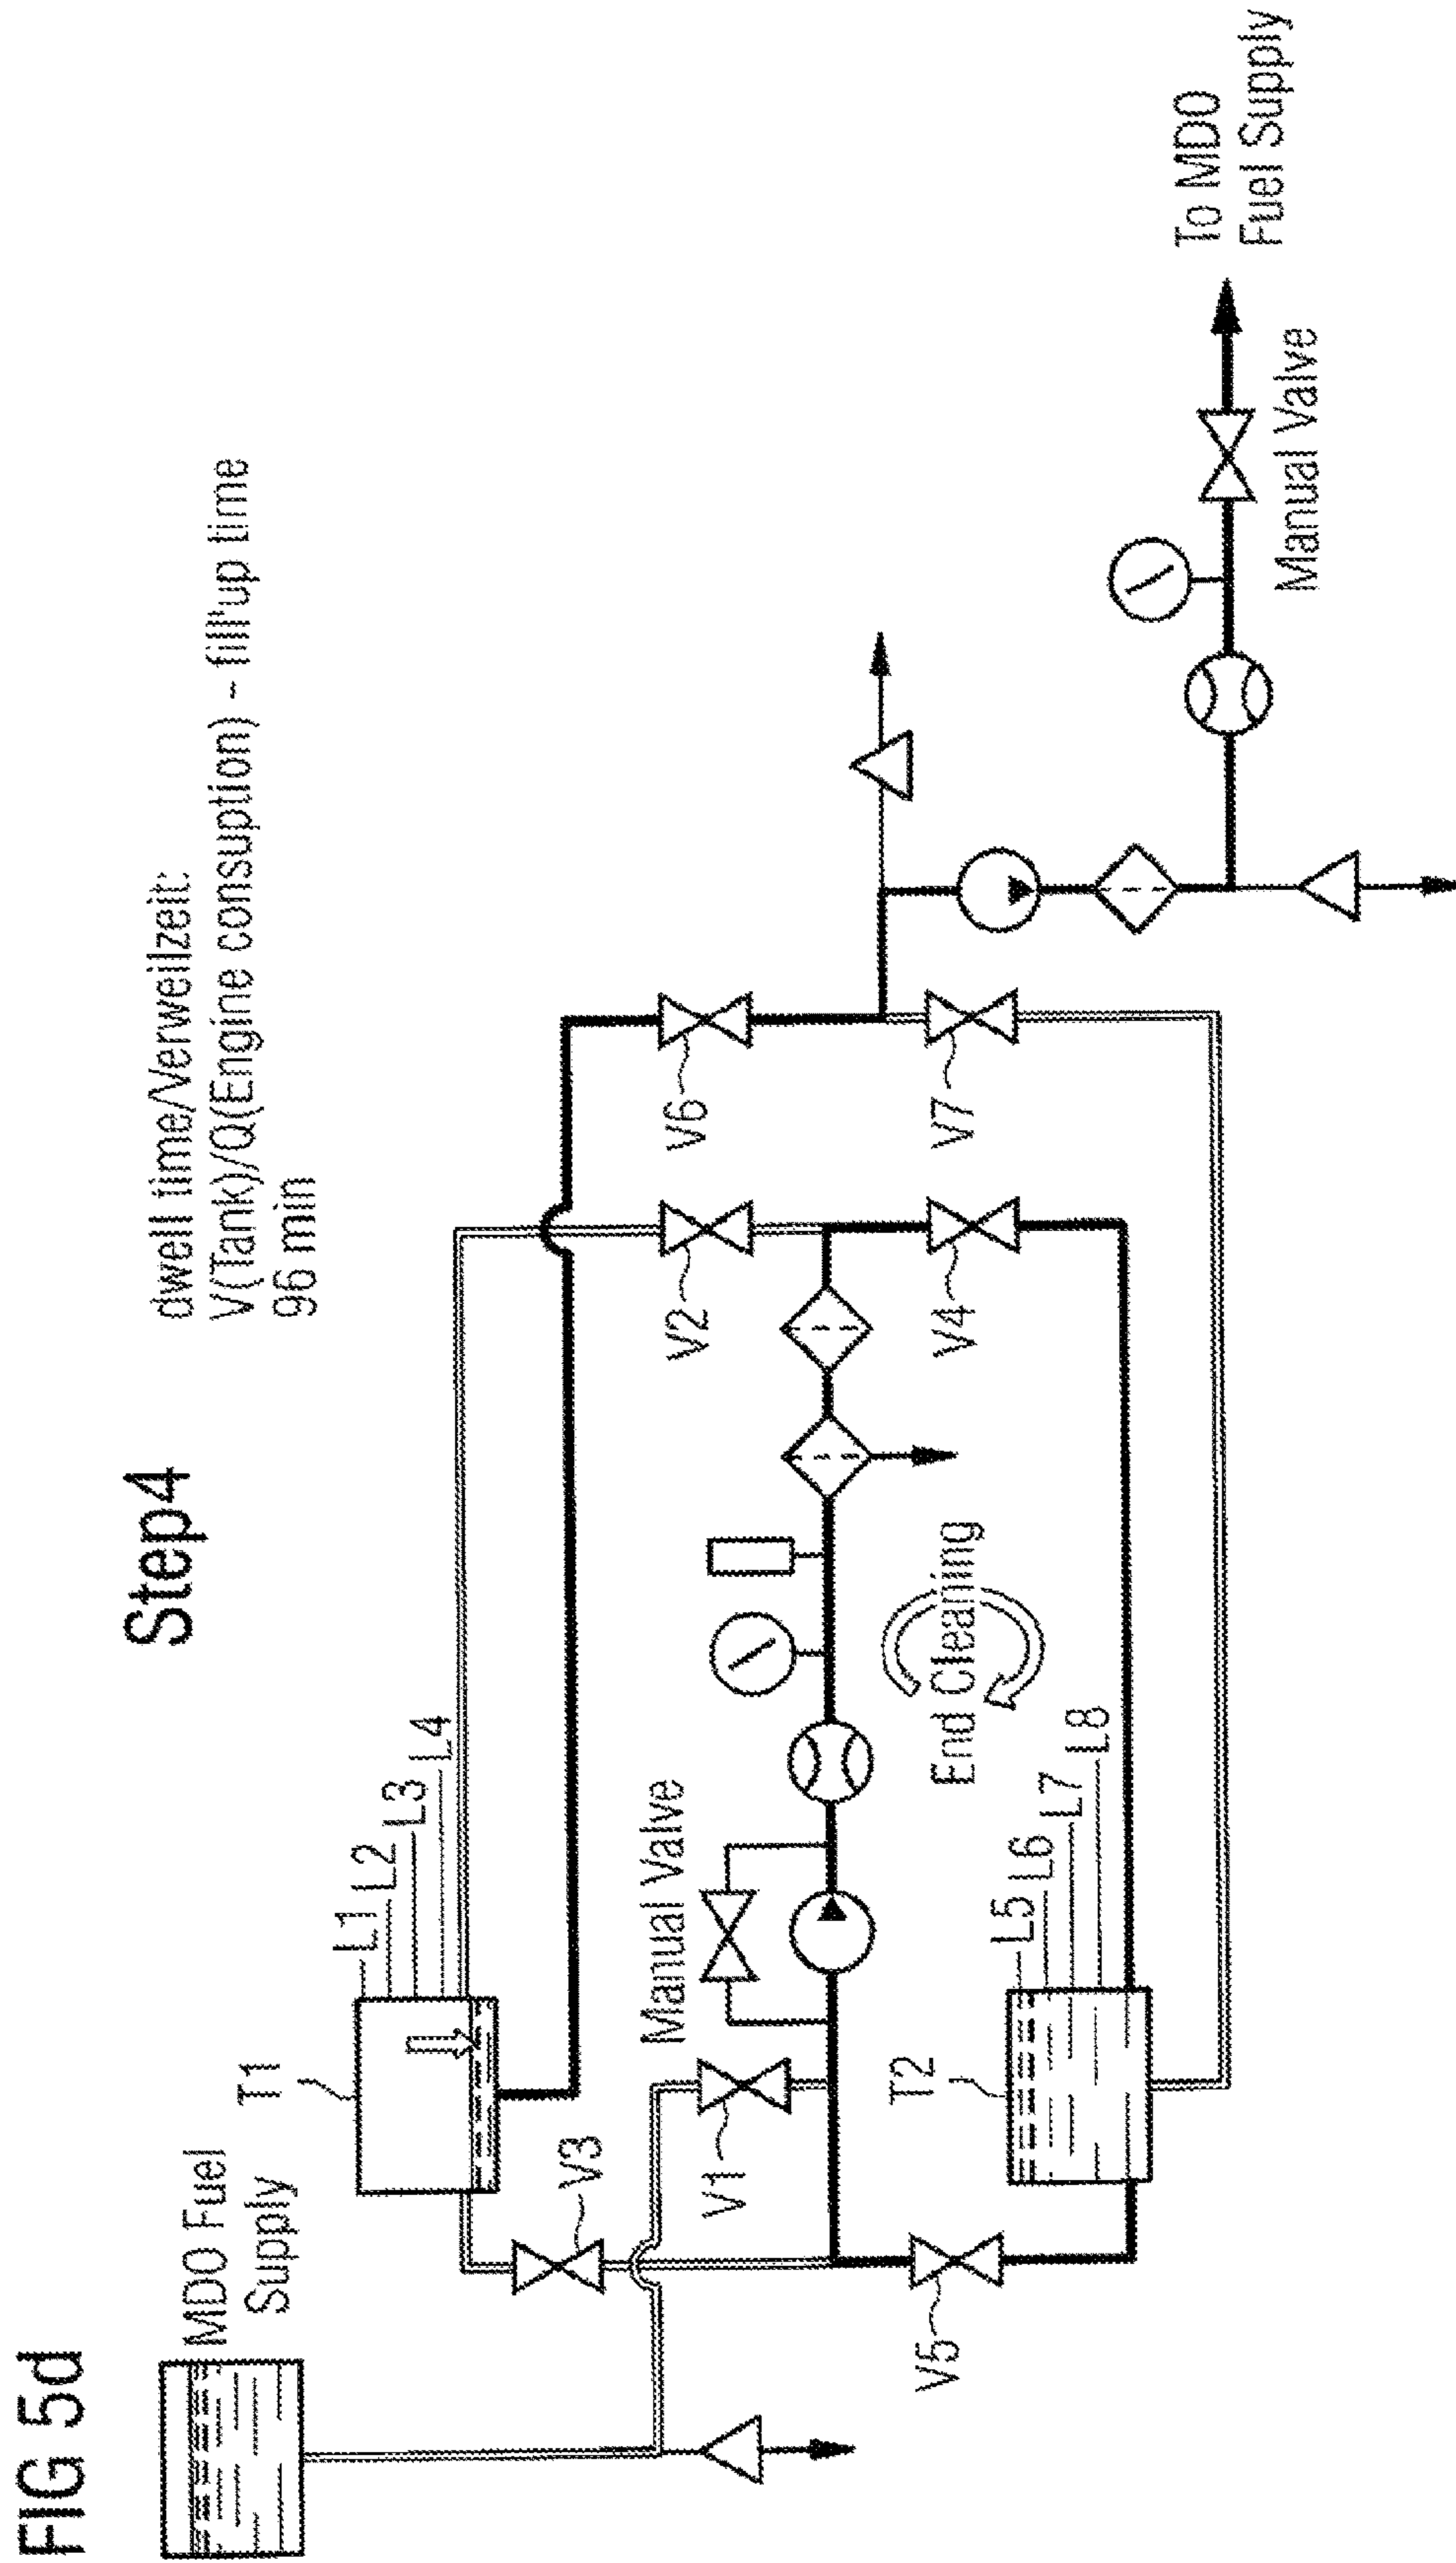 FIG 5d
Step4
dwell time/Verweilzeit:
V(Tank)/Q(Engine consuption) - fill'up time
96 min
MDO Fuel
Supply
T1
L1
L2
L3
L4
V3
V1
Manual Valve
V2
V6
End Cleaning
V5
T2
L5
L6
L7
L8
V4
V7
To MDO
Fuel Supply
Manual Valve